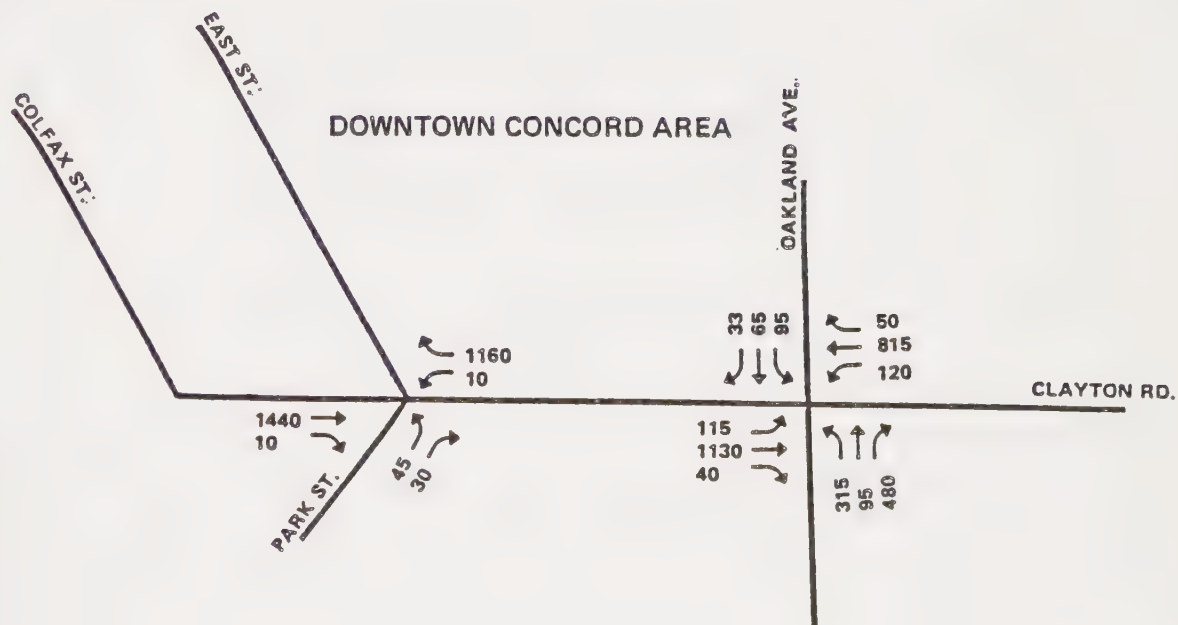 EAST ST.
COLFAX ST.
DOWNTOWN CONCORD AREA
OAKLAND AVE.
33 65 95
50
815
120
1160
10
CLAYTON RD.
1440
10
45
30
115
1130
40
315
95
480
PARK ST.